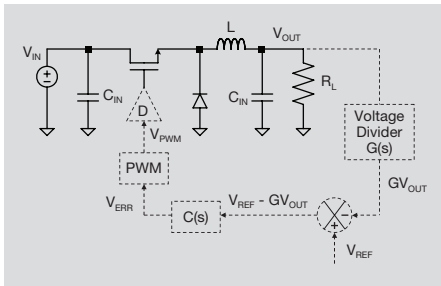 L
V_OUT
V_IN
C_IN
C_IN
R_L
D
V_PWM
Voltage
Divider
G(s)
PWM
GV_OUT
V_ERR
V_REF - GV_OUT
C(s)
-
+
V_REF